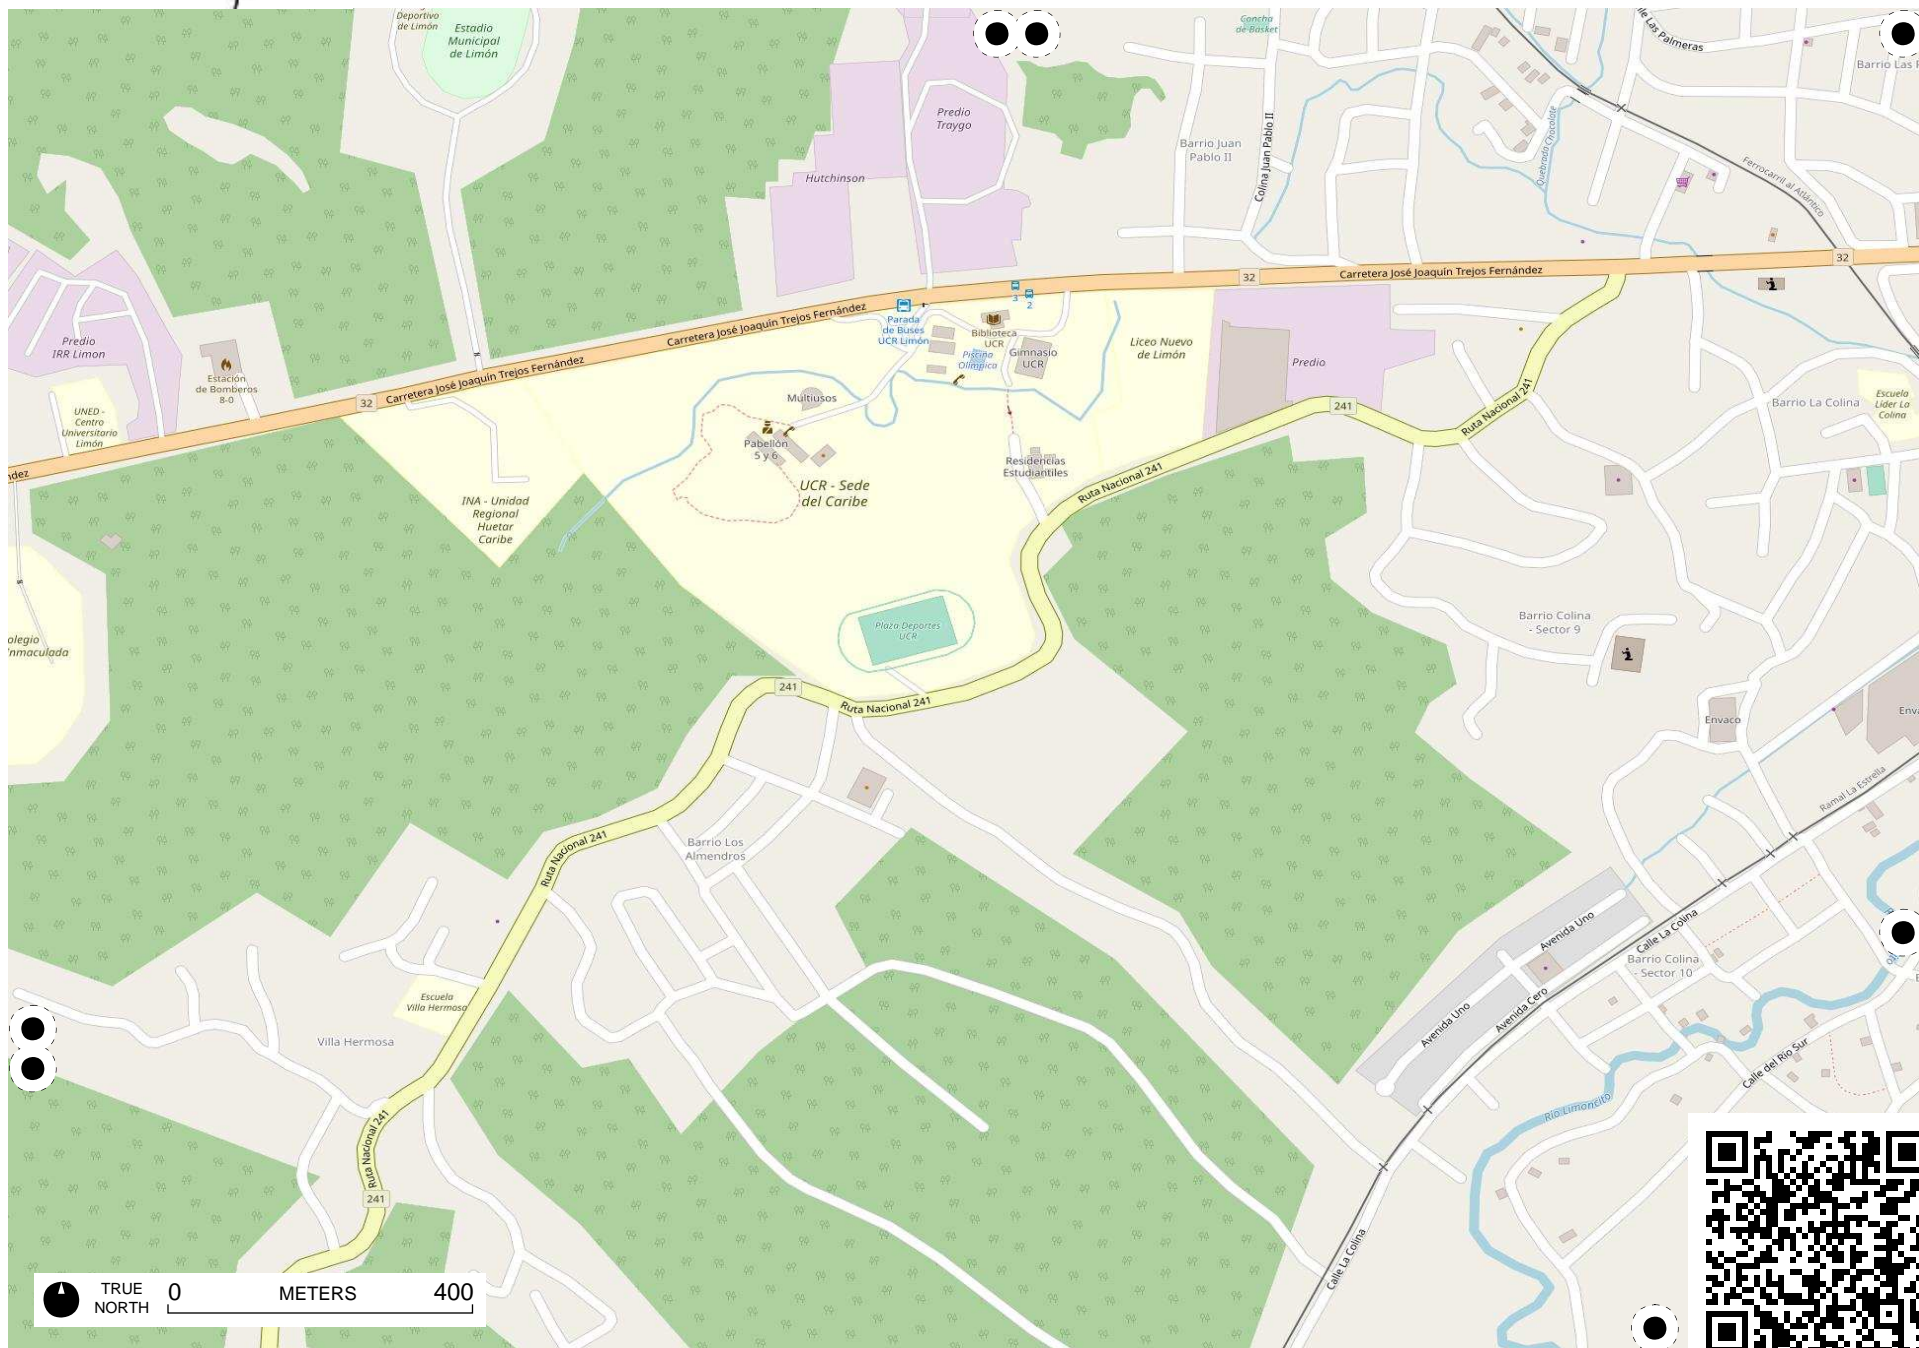 Deportivo
de Limón
Estadio
Municipal
de Limón
Concha
de Basket
Calle Las Palmeras
Predio
Traygo
Barrio Juan
Pablo II
Colina Juan Pablo II
Quebrada Chocolate
Ferrocarril al Atlántico
Hutchinson
32
Carretera José Joaquín Trejos Fernández
32
Carretera José Joaquín Trejos Fernández
3
2
Parada
de Buses
UCR Limón
Biblioteca
UCR
Piscina
Olímpica
Gimnasio
UCR
Liceo Nuevo
de Limón
Predio
Predio
IRR Limon
Estación
de Bomberos
8-0
32
Carretera José Joaquín Trejos Fernández
UNED -
Centro
Universitario
Limón
Multiusos
Pabellón
5 y 6
241
Ruta Nacional 241
Barrio La Colina
Escuela
Líder La
Colina
Residencias
Estudiantiles
Ruta Nacional 241
UCR - Sede
del Caribe
INA - Unidad
Regional
Huetar
Caribe
Plaza Deportes
UCR
Barrio Colina
- Sector 9
Inmaculada
241
Ruta Nacional 241
Envaco
Ramal La Estrella
Ruta Nacional 241
Barrio Los
Almendros
Avenida Uno
Calle La Colina
Barrio Colina
- Sector 10
Avenida Uno
Avenida Cero
Escuela
Villa Hermosa
Villa Hermosa
Calle del Río Sur
Río Limoncito
Ruta Nacional 241
241
Calle La Colina
TRUE
NORTH
0 METERS 400